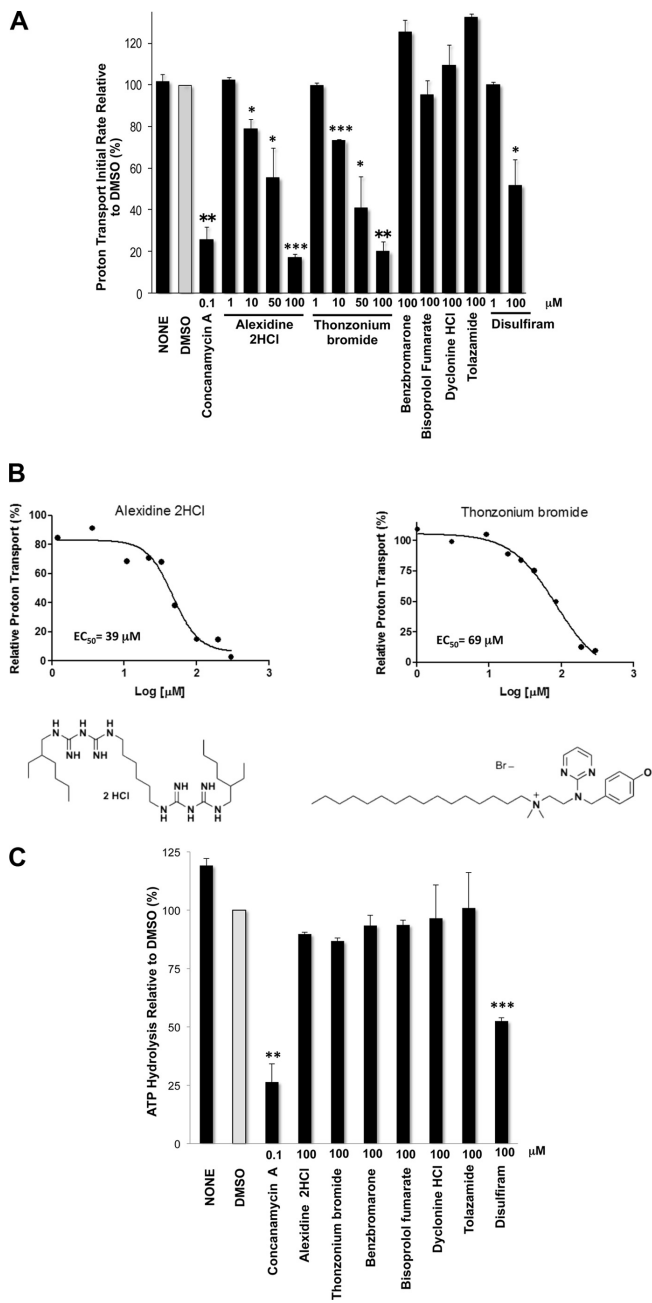 A
Proton Transport Initial Rate Relative
to DMSO (%)
120
100
80
60
40
20
0
** * * *** *** * ** *
0.1 1 10 50 100 1 10 50 100 100 100 100 100 1 100 μM
NONE
DMSO
Concanamycin A
Alexidine
2HCl
Thonzonium
bromide
Benzbromarone
Bisoprolol Fumarate
Dyclonine HCl
Tolazamide
Disulfiram
B
Alexidine 2HCl
Relative Proton Transport (%)
100
80
60
40
20
0
EC50= 39 μM
0 1 2 3
Log [μM]
Thonzonium bromide
Relative Proton Transport (%)
100
75
50
25
0
EC50= 69 μM
0 1 2 3
Log [μM]
H H H
N N N
NH NH
2 HCl
NH NH
N N N
H H H
Br –
N N
N+ N
O
C
ATP Hydrolysis Relative to DMSO (%)
125
100
75
50
25
0
** ***
0.1 100 100 100 100 100 100 100 μM
NONE
DMSO
Concanamycin A
Alexidine 2HCl
Thonzonium bromide
Benzbromarone
Bisoprolol fumarate
Dyclonine HCl
Tolazamide
Disulfiram